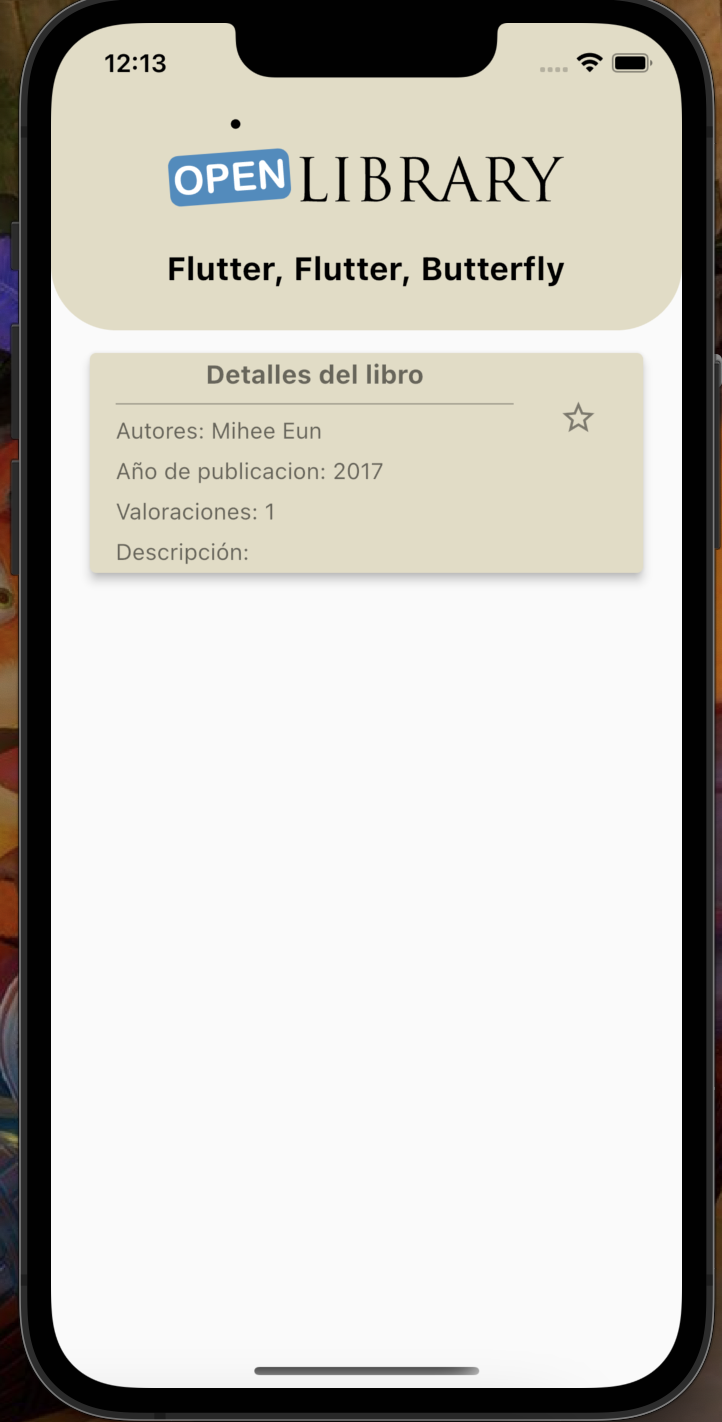 12:13
OPEN LIBRARY
Flutter, Flutter, Butterfly
Detalles del libro
Autores: Mihee Eun
Año de publicacion: 2017
Valoraciones: 1
Descripción: